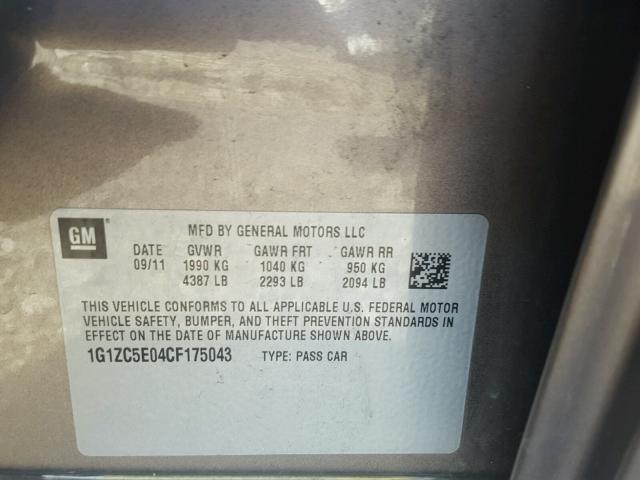 GM
MFD BY GENERAL MOTORS LLC
DATE GVWR GAWR FRT GAWR RR
09/11 1990 KG 1040 KG 950 KG
4387 LB 2293 LB 2094 LB
THIS VEHICLE CONFORMS TO ALL APPLICABLE U.S. FEDERAL MOTOR
VEHICLE SAFETY, BUMPER, AND THEFT PREVENTION STANDARDS IN
EFFECT ON THE DATE OF MANUFACTURE SHOWN ABOVE.
1G1ZC5E04CF175043 TYPE: PASS CAR